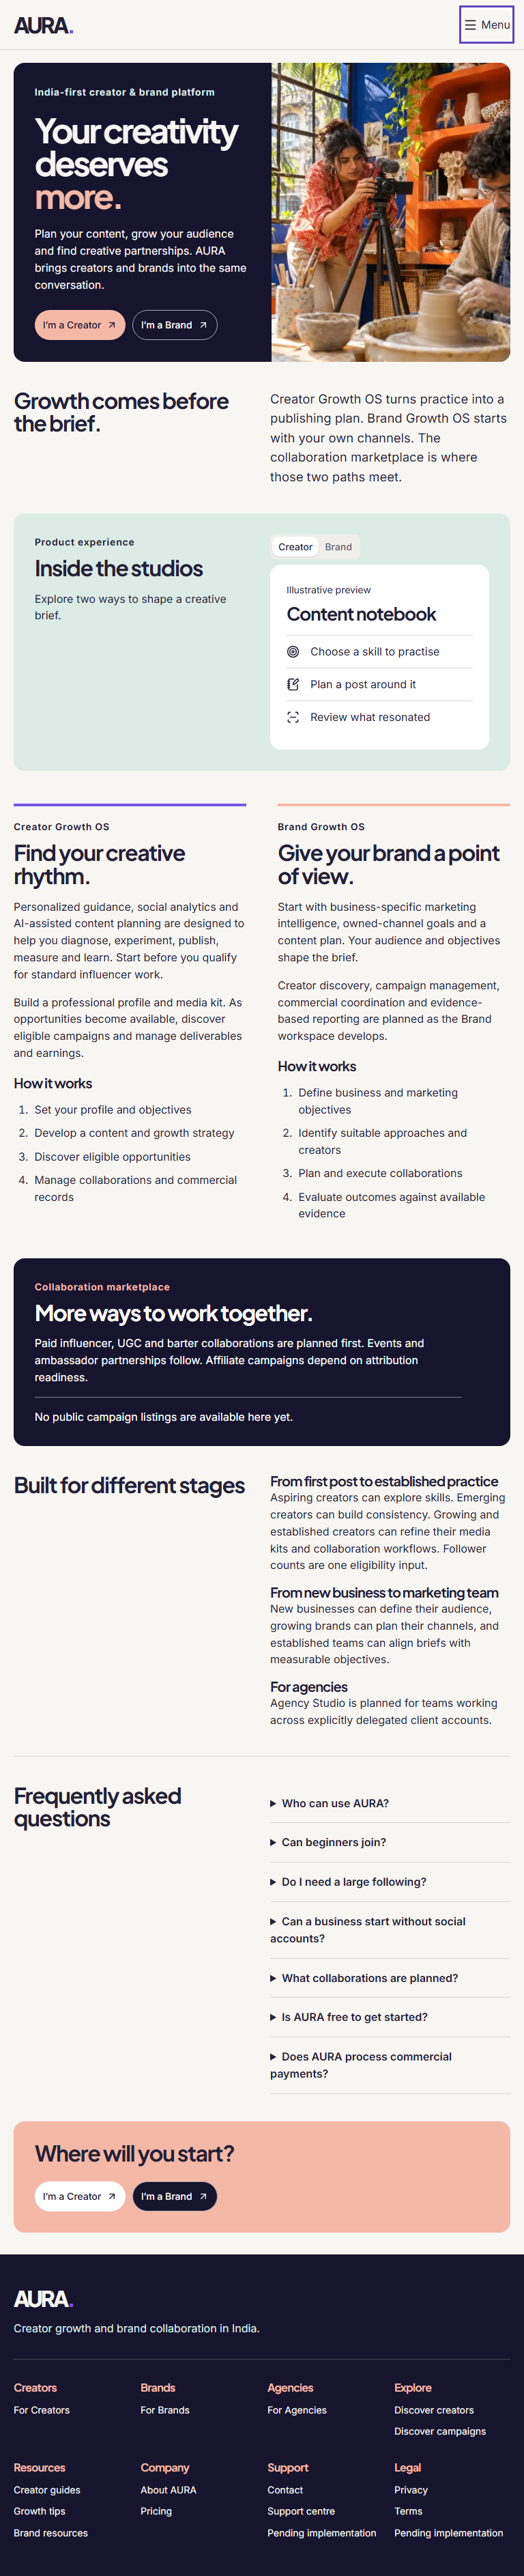 AURA.
Menu
India-first creator & brand platform
Your creativity
deserves
more.
Plan your content, grow your audience
and find creative partnerships. AURA
brings creators and brands into the same
conversation.
I'm a Creator
I'm a Brand
Growth comes before
the brief.
Creator Growth OS turns practice into a
publishing plan. Brand Growth OS starts
with your own channels. The
collaboration marketplace is where
those two paths meet.
Product experience
Inside the studios
Explore two ways to shape a creative
brief.
Creator
Brand
Illustrative preview
Content notebook
Choose a skill to practise
Plan a post around it
Review what resonated
Creator Growth OS
Find your creative
rhythm.
Personalized guidance, social analytics and
AI-assisted content planning are designed to
help you diagnose, experiment, publish,
measure and learn. Start before you qualify
for standard influencer work.
Build a professional profile and media kit. As
opportunities become available, discover
eligible campaigns and manage deliverables
and earnings.
How it works
1. Set your profile and objectives
2. Develop a content and growth strategy
3. Discover eligible opportunities
4. Manage collaborations and commercial
records
Brand Growth OS
Give your brand a point
of view.
Start with business-specific marketing
intelligence, owned-channel goals and a
content plan. Your audience and objectives
shape the brief.
Creator discovery, campaign management,
commercial coordination and evidence-
based reporting are planned as the Brand
workspace develops.
How it works
1. Define business and marketing
objectives
2. Identify suitable approaches and
creators
3. Plan and execute collaborations
4. Evaluate outcomes against available
evidence
Collaboration marketplace
More ways to work together.
Paid influencer, UGC and barter collaborations are planned first. Events and
ambassador partnerships follow. Affiliate campaigns depend on attribution
readiness.
No public campaign listings are available here yet.
Built for different stages
From first post to established practice
Aspiring creators can explore skills. Emerging
creators can build consistency. Growing and
established creators can refine their media
kits and collaboration workflows. Follower
counts are one eligibility input.
From new business to marketing team
New businesses can define their audience,
growing brands can plan their channels, and
established teams can align briefs with
measurable objectives.
For agencies
Agency Studio is planned for teams working
across explicitly delegated client accounts.
Frequently asked
questions
Who can use AURA?
Can beginners join?
Do I need a large following?
Can a business start without social
accounts?
What collaborations are planned?
Is AURA free to get started?
Does AURA process commercial
payments?
Where will you start?
I'm a Creator
I'm a Brand
AURA.
Creator growth and brand collaboration in India.
Creators
For Creators
Brands
For Brands
Agencies
For Agencies
Explore
Discover creators
Discover campaigns
Resources
Creator guides
Growth tips
Brand resources
Company
About AURA
Pricing
Support
Contact
Support centre
Pending implementation
Legal
Privacy
Terms
Pending implementation